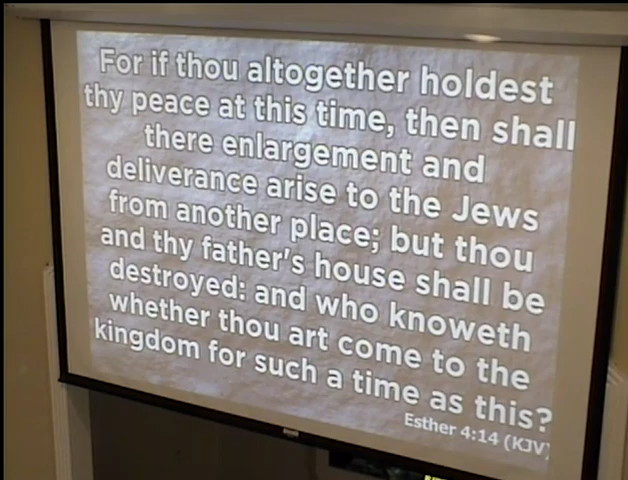 For if thou altogether holdest
thy peace at this time, then shall
there enlargement and
deliverance arise to the Jews
from another place; but thou
and thy father's house shall be
destroyed: and who knoweth
whether thou art come to the
kingdom for such a time as this?
Esther 4:14 (KJV)